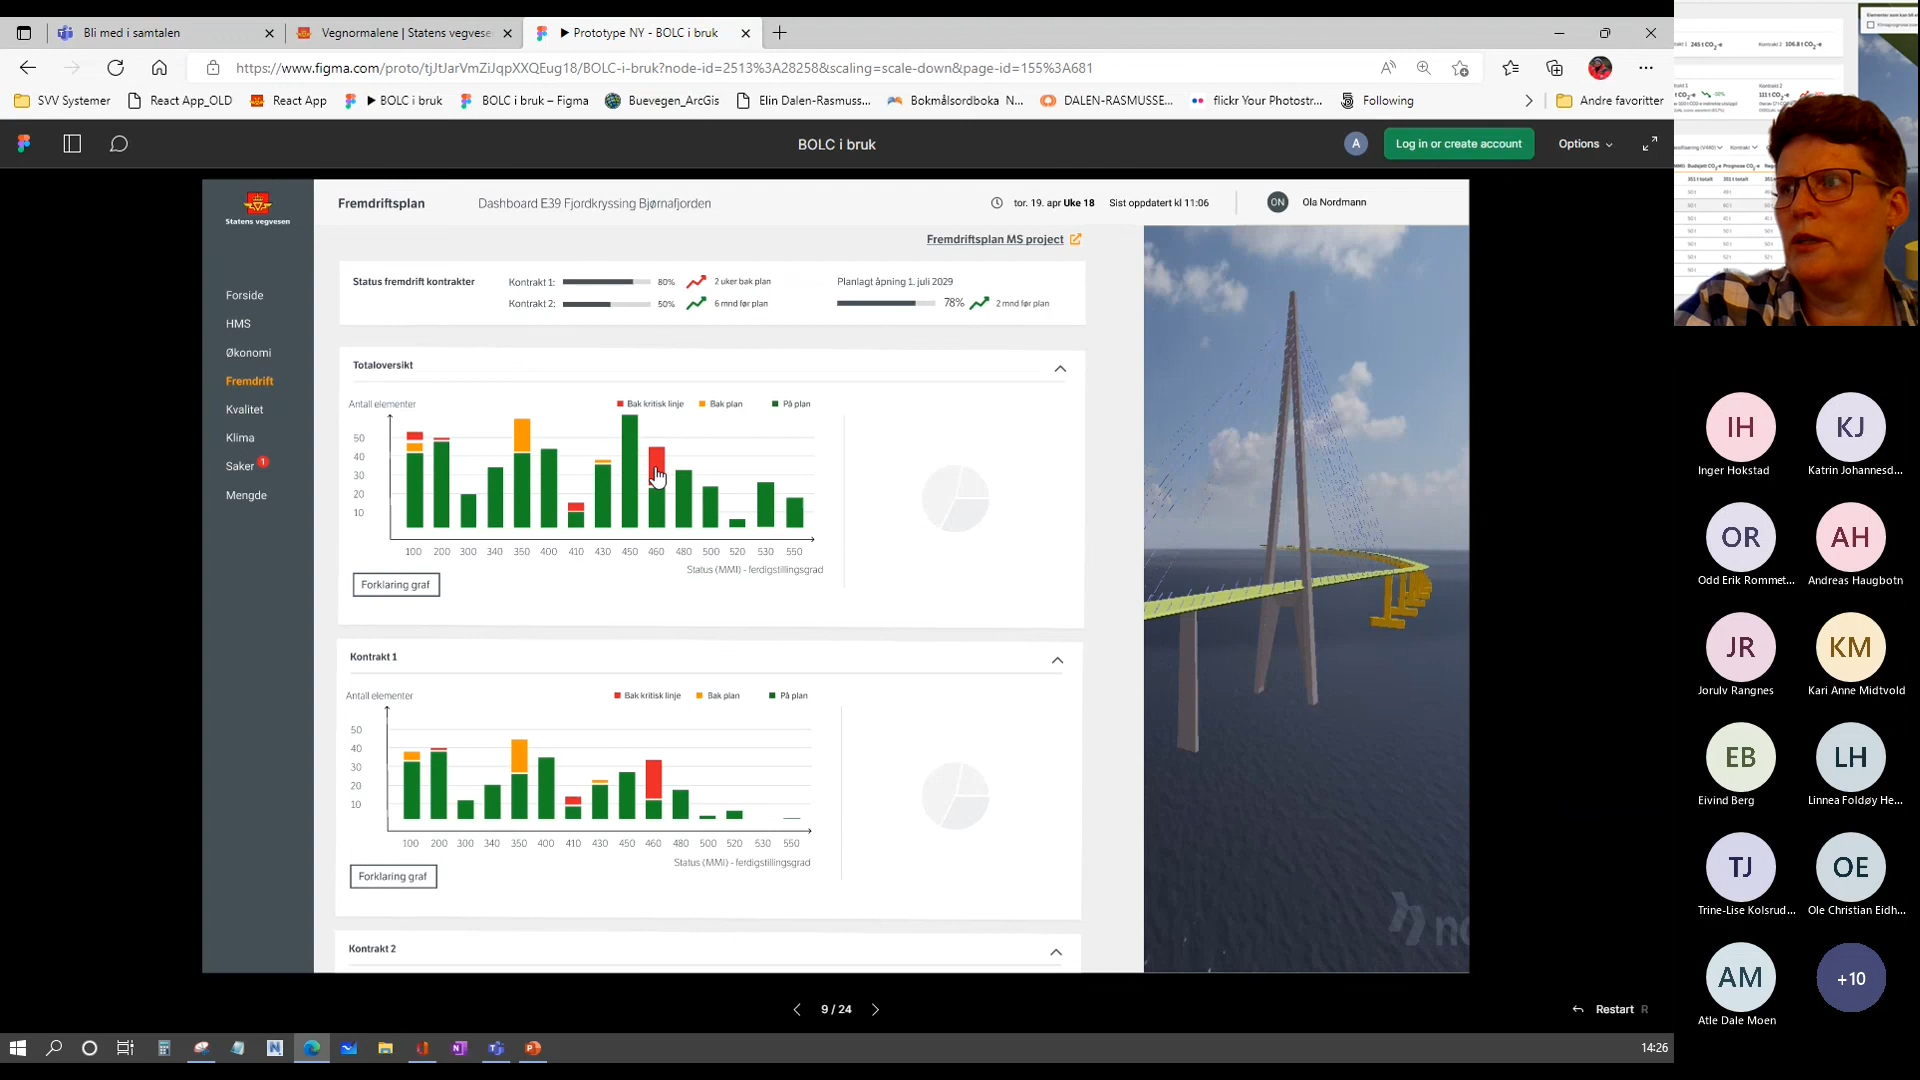 Bli med i samtalen
Vegnormalene | Statens vegvese
Prototype NY - BOLC i bruk
https://www.figma.com/proto/tjJtJarVmZiJqpXXQEug18/BOLC-i-bruk?node-id=2513%3A28258&scaling=scale-down&page-id=155%3A681
SVV Systemer
React App_OLD
React App
BOLC i bruk
BOLC i bruk – Figma
Buevegen_ArcGis
Elin Dalen-Rasmuss...
Bokmålsordboka N...
DALEN-RASMUSSE...
flickr Your Photostr...
Following
Andre favoritter
BOLC i bruk
A
Log in or create account
Options
Statens vegvesen
Fremdriftsplan
Dashboard E39 Fjordkryssing Bjørnafjorden
tor. 19. apr Uke 18
Sist oppdatert kl 11:06
ON
Ola Nordmann
Forside
HMS
Økonomi
Fremdrift
Kvalitet
Klima
Saker 1
Mengde
Fremdriftsplan MS project
Status fremdrift kontrakter
Kontrakt 1:
80%
2 uker bak plan
Kontrakt 2:
50%
6 mnd før plan
Planlagt åpning 1. juli 2029
78%
2 mnd før plan
Totaloversikt
Antall elementer
Bak kritisk linje
Bak plan
På plan
50
40
30
20
10
100 200 300 340 350 400 410 430 450 460 480 500 520 530 550
Status (MMI) - ferdigstillingsgrad
Forklaring graf
Kontrakt 1
Antall elementer
Bak kritisk linje
Bak plan
På plan
50
40
30
20
10
100 200 300 340 350 400 410 430 450 460 480 500 520 530 550
Status (MMI) - ferdigstillingsgrad
Forklaring graf
Kontrakt 2
9 / 24
Restart R
14:26
IH
Inger Hokstad
KJ
Katrin Johannesd...
OR
Odd Erik Rommet...
AH
Andreas Haugbotn
JR
Jorulv Rangnes
KM
Kari Anne Midtvold
EB
Eivind Berg
LH
Linnea Foldøy He...
TJ
Trine-Lise Kolsrud...
OE
Ole Christian Eidh...
AM
Atle Dale Moen
+10